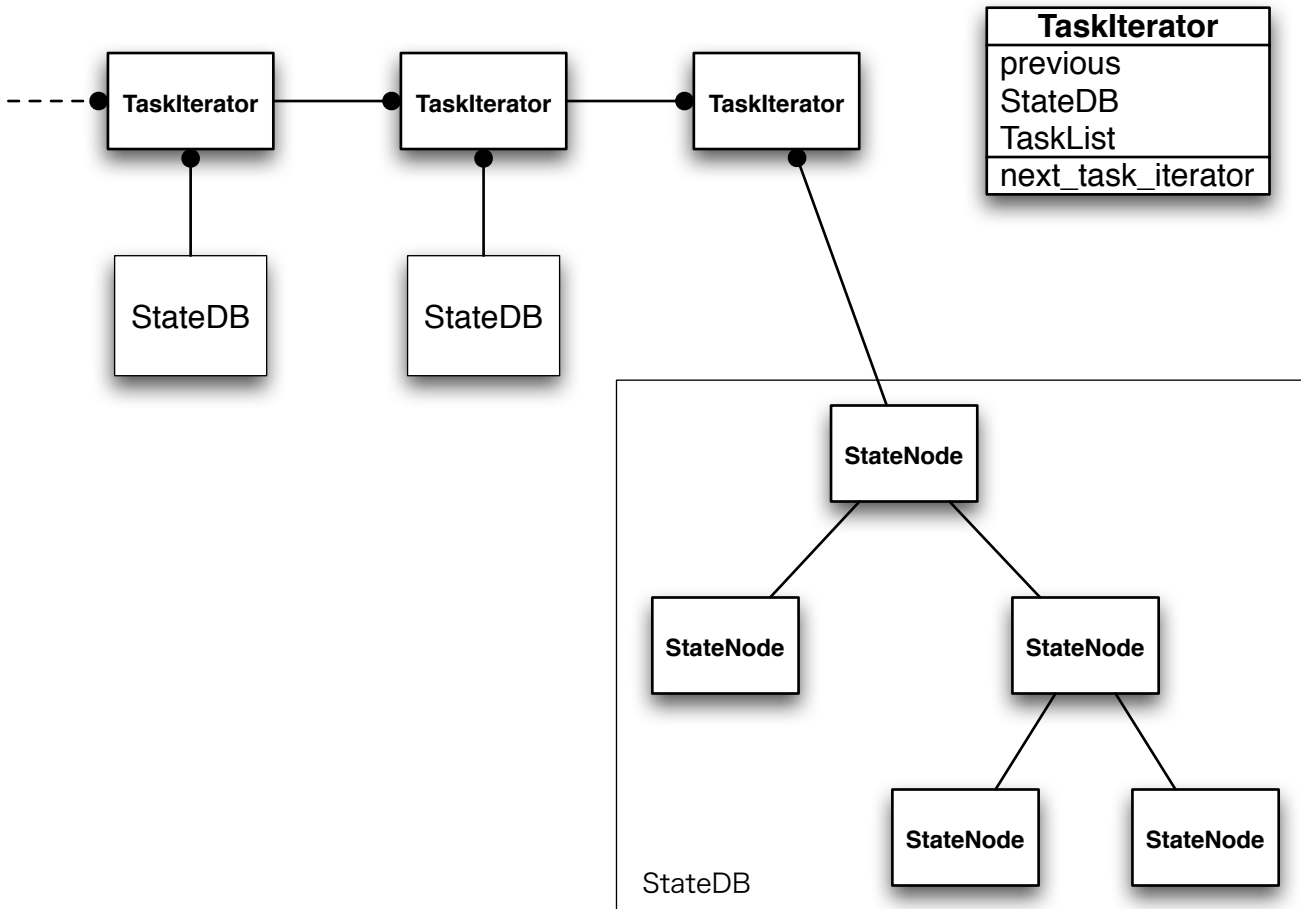 TaskIterator
previous
StateDB
TaskList
next_task_iterator
TaskIterator
TaskIterator
TaskIterator
StateDB
StateDB
StateNode
StateNode
StateNode
StateNode
StateNode
StateDB